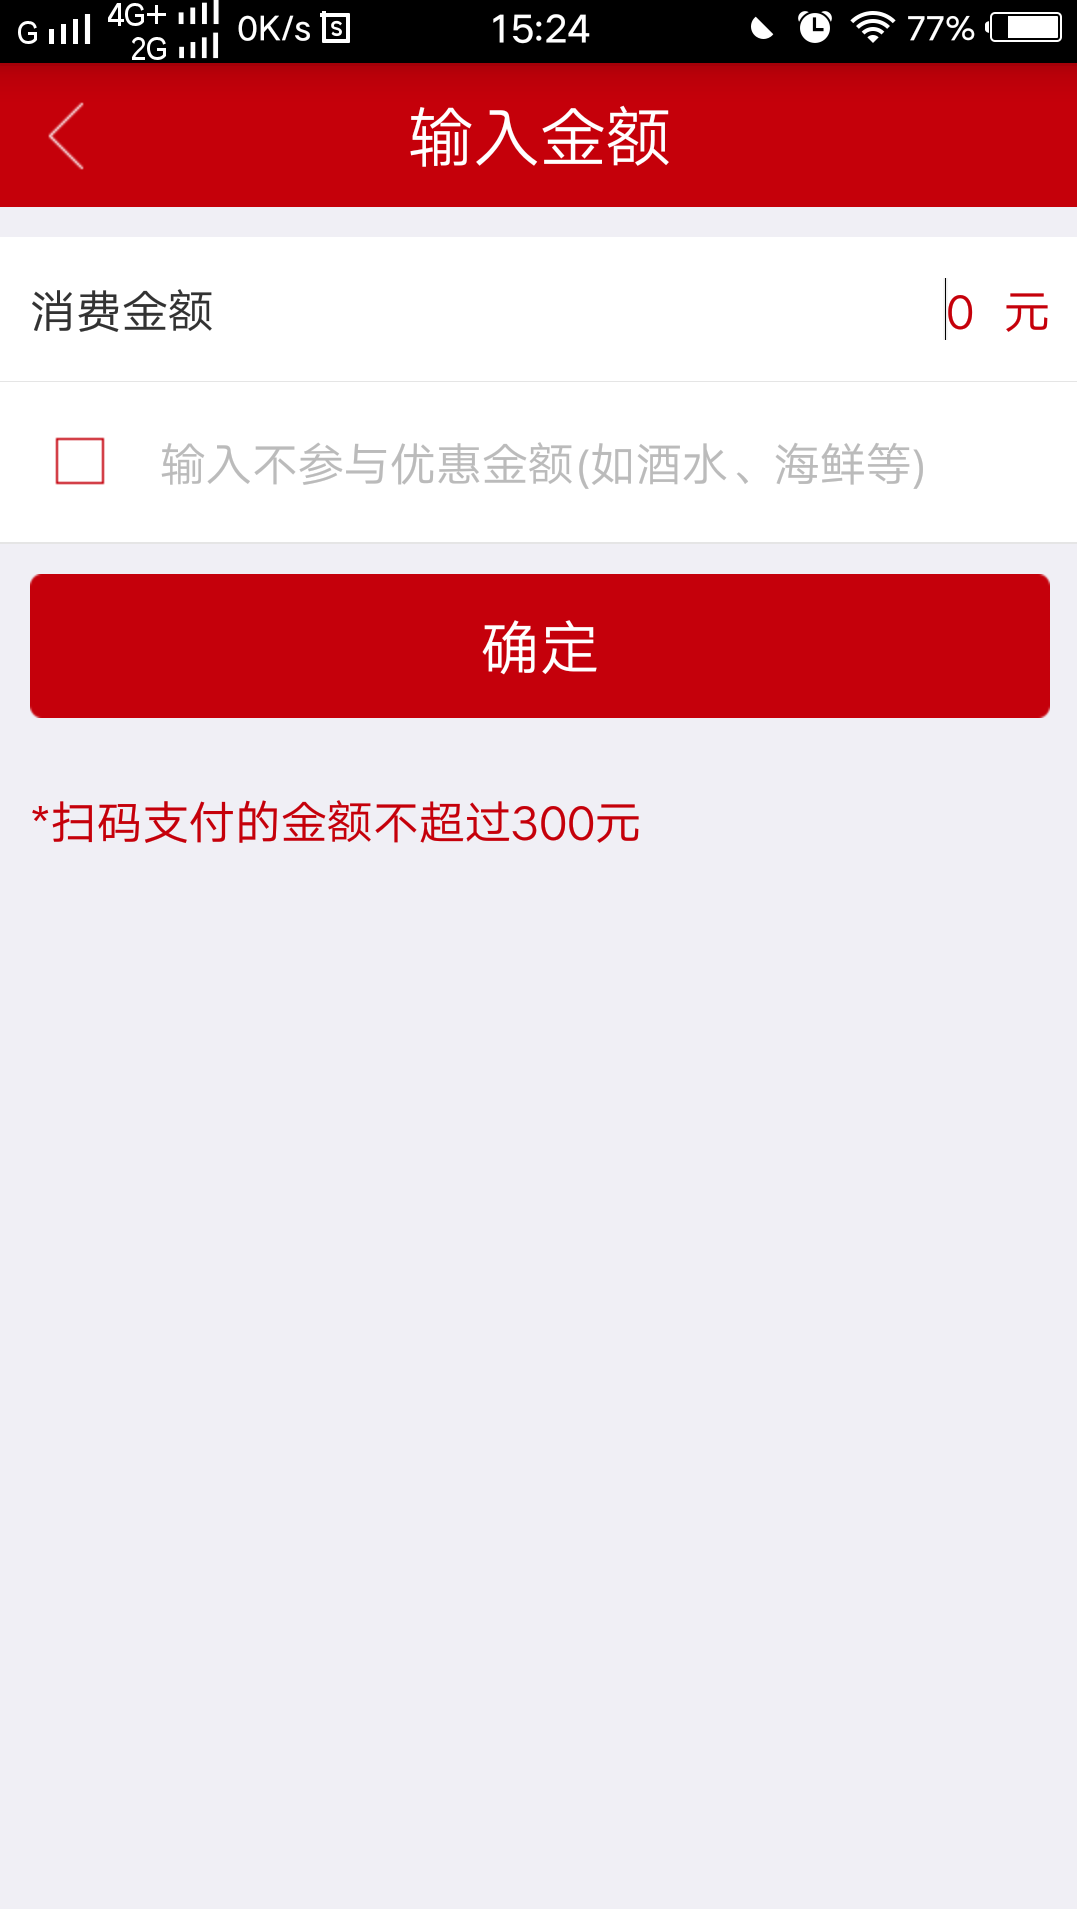 G 4G+ 2G 0K/s S 15:24 77%
输入金额
消费金额 0 元
输入不参与优惠金额(如酒水、海鲜等)
确定
*扫码支付的金额不超过300元